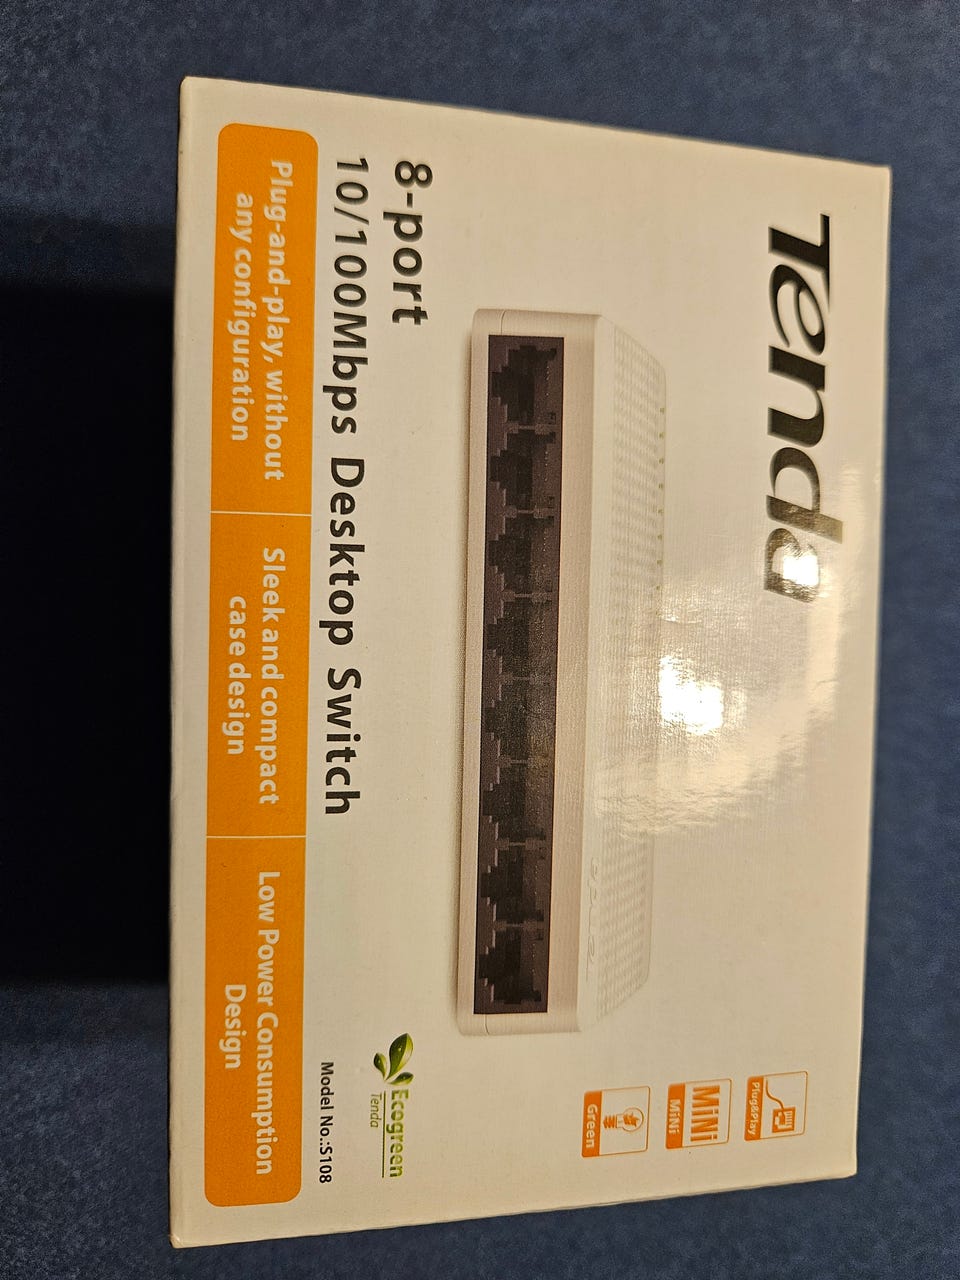 Tenda
Plug&Play
MiNi
MiNi
Green
8-port
10/100Mbps Desktop Switch
Ecogreen
Tenda
Model No.:S108
Plug-and-play, without
any configuration
Sleek and compact
case design
Low Power Consumption
Design